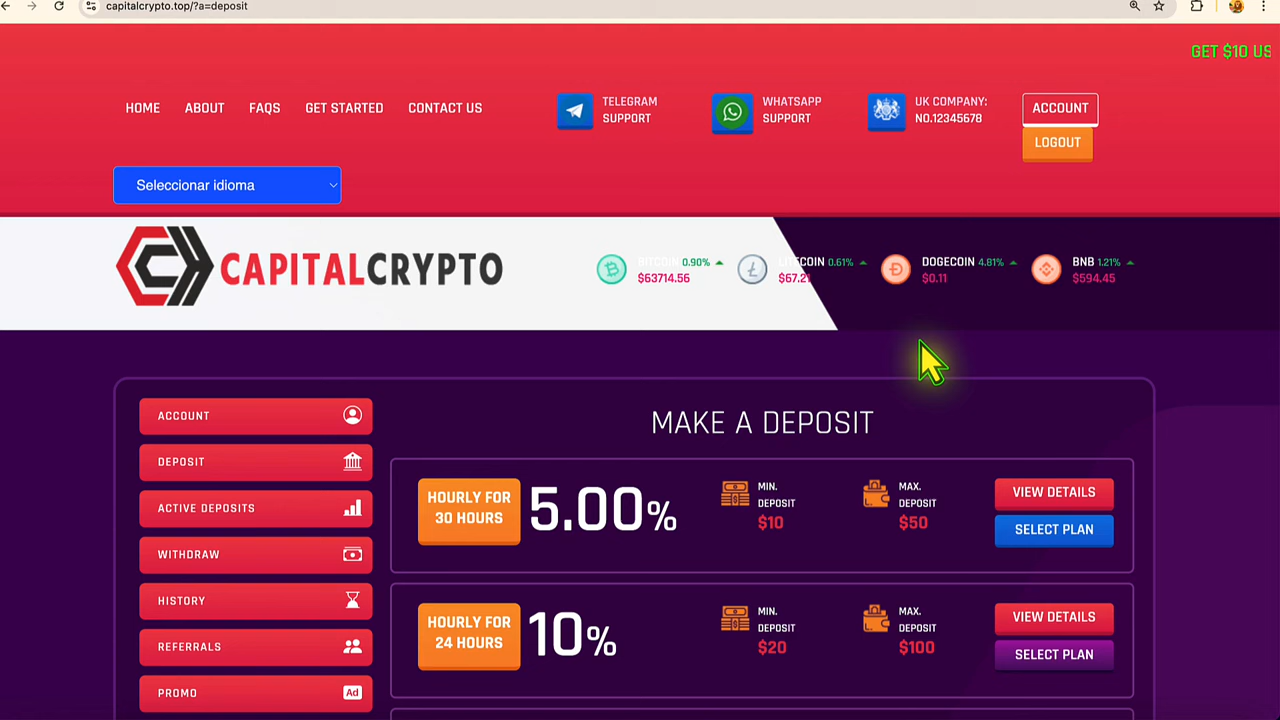 capitalcrypto.top/?a=deposit
GET $10 US
HOME ABOUT FAQS GET STARTED CONTACT US
TELEGRAM
SUPPORT
WHATSAPP
SUPPORT
UK COMPANY:
NO.12345678
ACCOUNT
LOGOUT
Seleccionar idioma
CAPITALCRYPTO
BITCOIN 0.90%
$63714.56
LITECOIN 0.61%
$67.21
DOGECOIN 4.81%
$0.11
BNB 1.21%
$594.45
ACCOUNT
DEPOSIT
ACTIVE DEPOSITS
WITHDRAW
HISTORY
REFERRALS
PROMO Ad
MAKE A DEPOSIT
HOURLY FOR
30 HOURS
5.00%
MIN.
DEPOSIT
$10
MAX.
DEPOSIT
$50
VIEW DETAILS
SELECT PLAN
HOURLY FOR
24 HOURS
10%
MIN.
DEPOSIT
$20
MAX.
DEPOSIT
$100
VIEW DETAILS
SELECT PLAN